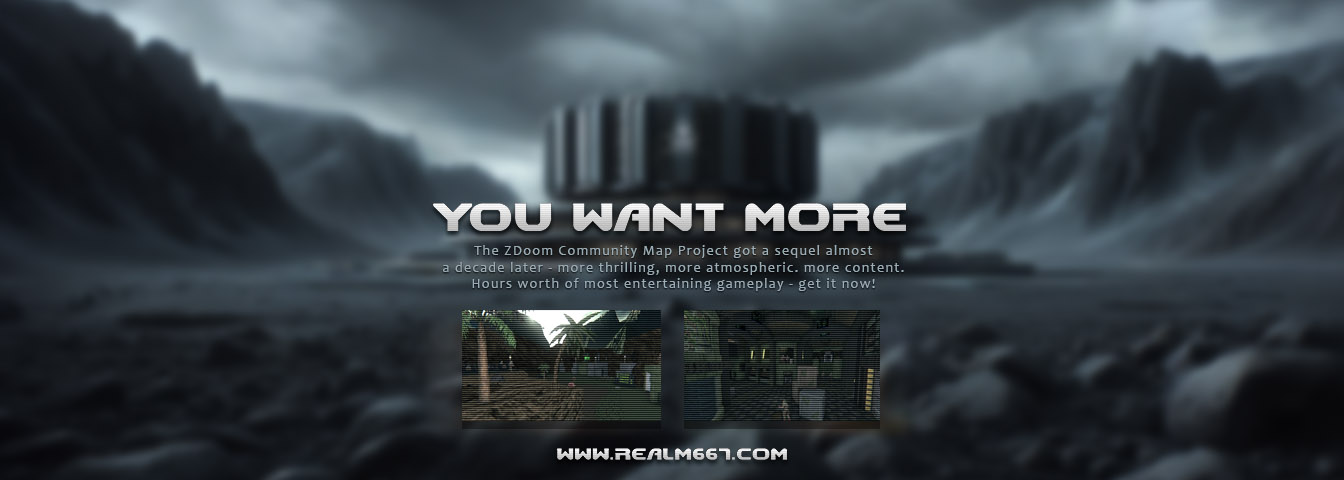 YOU WANT MORE
The ZDoom Community Map Project got a sequel almost
a decade later - more thrilling, more atmospheric. more content.
Hours worth of most entertaining gameplay - get it now!
WWW.REALM667.COM